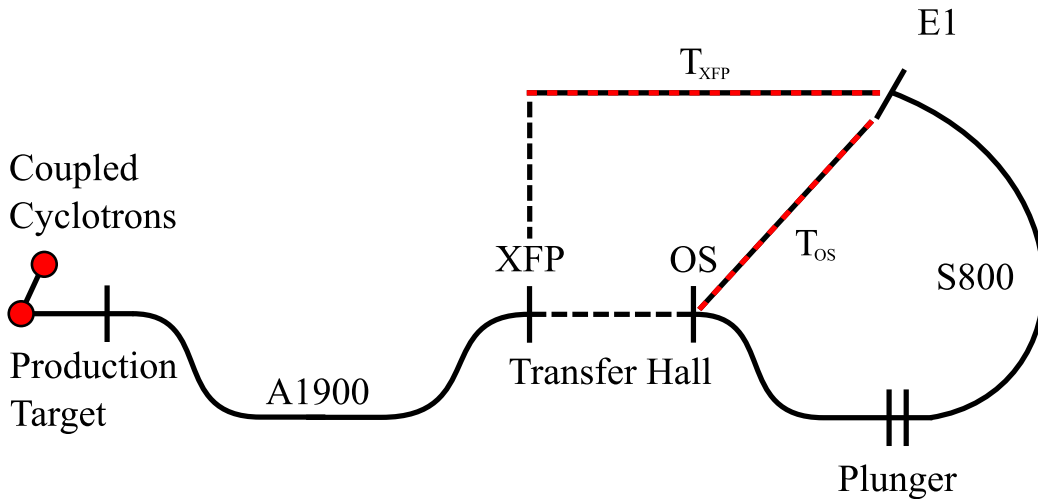 E1
T_XFP
Coupled
Cyclotrons
XFP
OS
T_OS
S800
Production
Target
A1900
Transfer Hall
Plunger